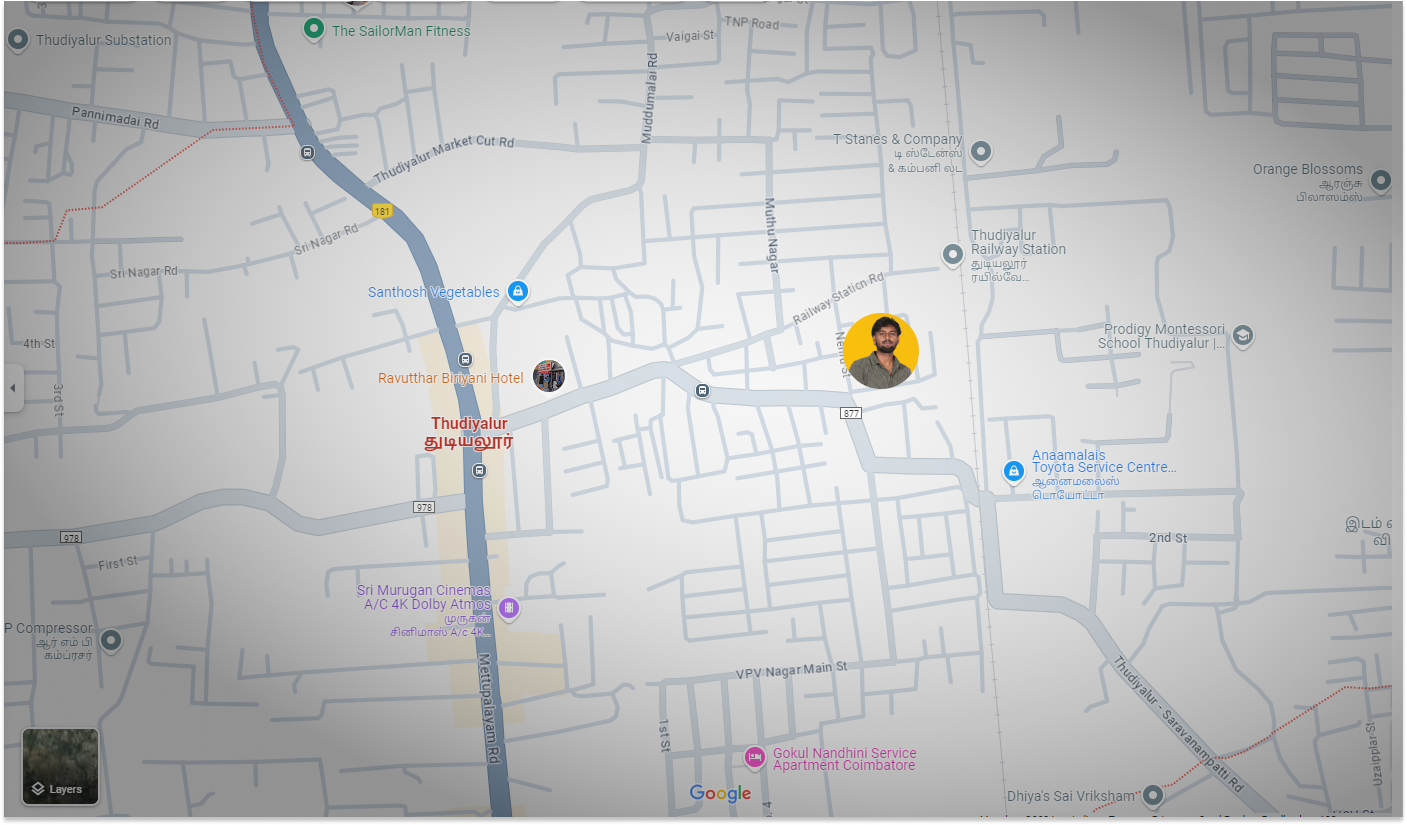 TNP Road
The SailorMan Fitness
Vaigai St
Thudiyalur Substation
Muddumalai Rd
Pannimadai Rd
Thudiyalur Market Cut Rd
T Stanes & Company
டி ஸ்டேன்ஸ்
& கம்பனி லட்
Orange Blossoms
ஆரஞ்சு
பிலாஸம்ஸ்
181
Muthu Nagar
Sri Nagar Rd
Thudiyalur
Railway Station
துடியலூர்
ரயில்வே...
Sri Nagar Rd
Railway Station Rd
Santhosh Vegetables
Prodigy Montessori
School Thudiyalur |...
4th St
Nehru St
3rd St
Ravutthar Biriyani Hotel
877
Thudiyalur
துடியலூர்
Anaamalais
Toyota Service Centre...
ஆனைமலைஸ்
டொயோட்டா
978
978
இடம்
வி
2nd St
First St
Sri Murugan Cinemas
A/C 4K Dolby Atmos
முருகன்
சினிமாஸ் A/c 4K...
P Compressor
ஆர் எம் பி
கம்ப்ரசர்
Mettupalayam Rd
VPV Nagar Main St
Thudiyalur - Saravanampatti Rd
1st St
Gokul Nandhini Service
Apartment Coimbatore
Layers
Google
Dhiya's Sai Vriksham